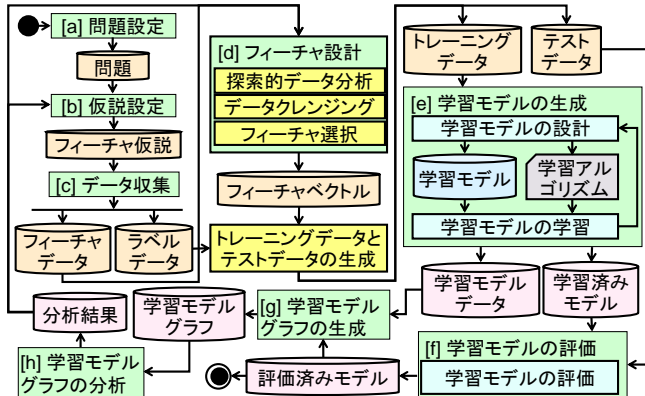 [a] 問題設定
問題
[b] 仮説設定
フィーチャ仮説
[c] データ収集
フィーチャ
データ
ラベル
データ
[d] フィーチャ設計
探索的データ分析
データクレンジング
フィーチャ選択
フィーチャベクトル
トレーニングデータと
テストデータの生成
トレーニング
データ
テスト
データ
[e] 学習モデルの生成
学習モデルの設計
学習モデル
学習アル
ゴリズム
学習モデルの学習
学習モデル
データ
学習済み
モデル
[f] 学習モデルの評価
学習モデルの評価
評価済みモデル
[g] 学習モデル
グラフの生成
学習モデル
グラフ
[h] 学習モデル
グラフの分析
分析結果